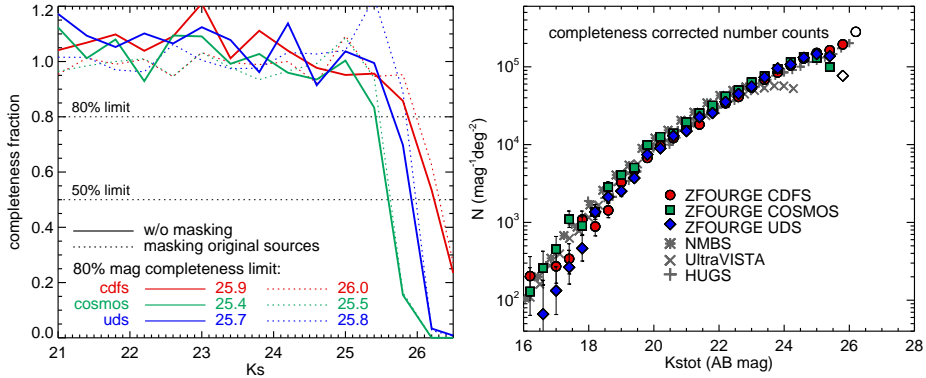 1.2
1.0
0.8
0.6
0.4
0.2
0.0
completeness fraction
80% limit
50% limit
w/o masking
masking original sources
80% mag completeness limit:
cdfs 25.9 26.0
cosmos 25.4 25.5
uds 25.7 25.8
21 22 23 24 25 26
Ks
completeness corrected number counts
10^5
10^4
10^3
10^2
N (mag^-1 deg^-2)
ZFOURGE CDFS
ZFOURGE COSMOS
ZFOURGE UDS
NMBS
UltraVISTA
HUGS
16 18 20 22 24 26 28
Kstot (AB mag)